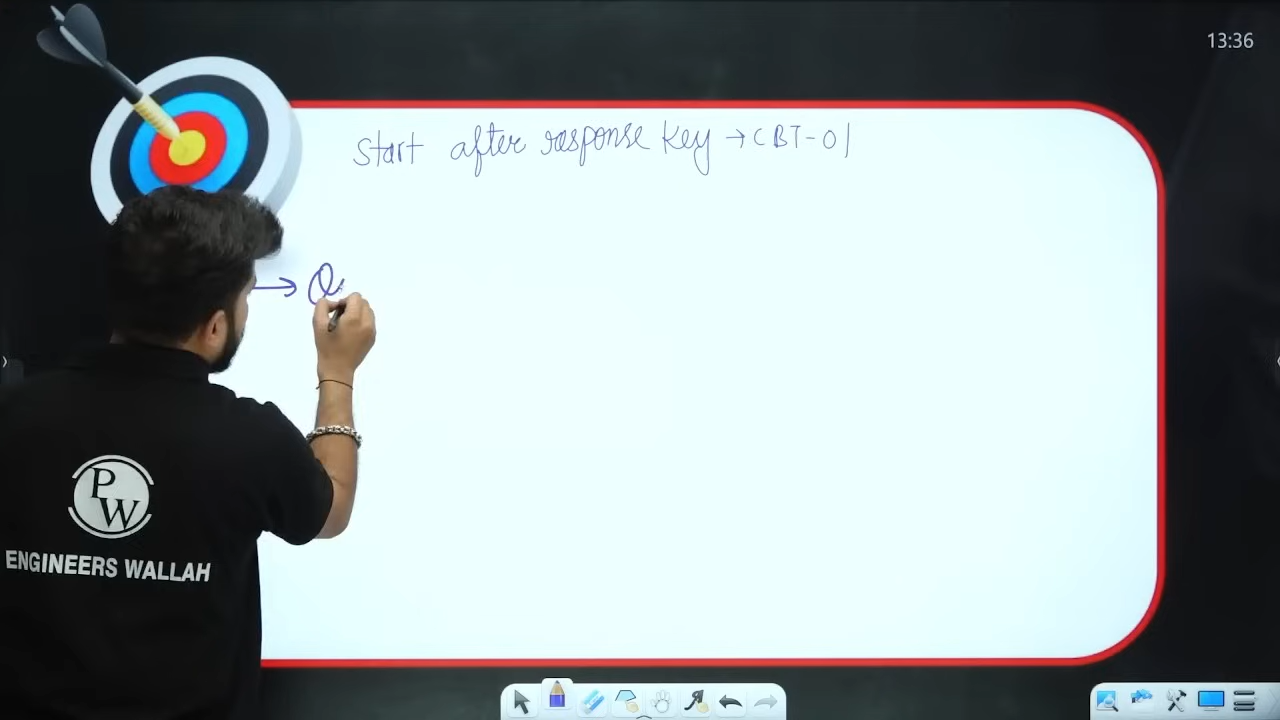 13:36
Start after response key → CBT-01
→
PW
ENGINEERS WALLAH